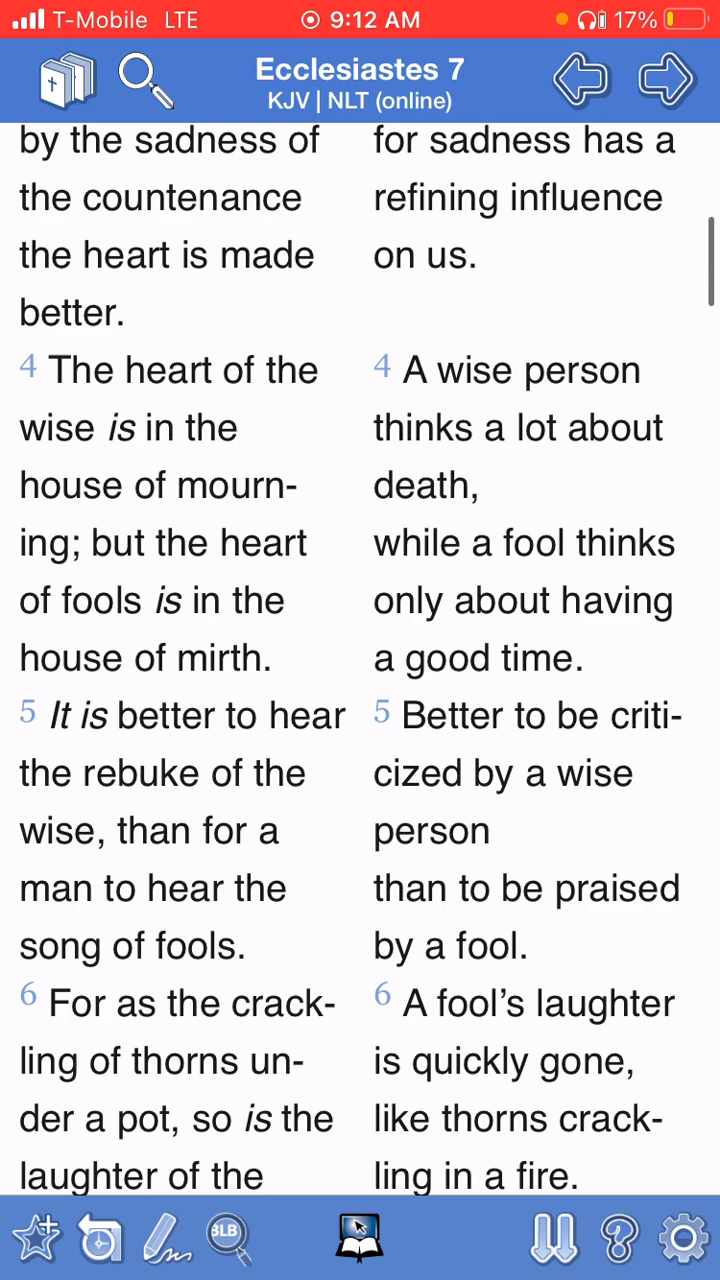 T-Mobile LTE 9:12 AM 17%
Ecclesiastes 7
KJV | NLT (online)
by the sadness of
the countenance
the heart is made
better.
4 The heart of the
wise is in the
house of mourn-
ing; but the heart
of fools is in the
house of mirth.
5 It is better to hear
the rebuke of the
wise, than for a
man to hear the
song of fools.
6 For as the crack-
ling of thorns un-
der a pot, so is the
laughter of the
for sadness has a
refining influence
on us.
4 A wise person
thinks a lot about
death,
while a fool thinks
only about having
a good time.
5 Better to be criti-
cized by a wise
person
than to be praised
by a fool.
6 A fool’s laughter
is quickly gone,
like thorns crack-
ling in a fire.
BLB